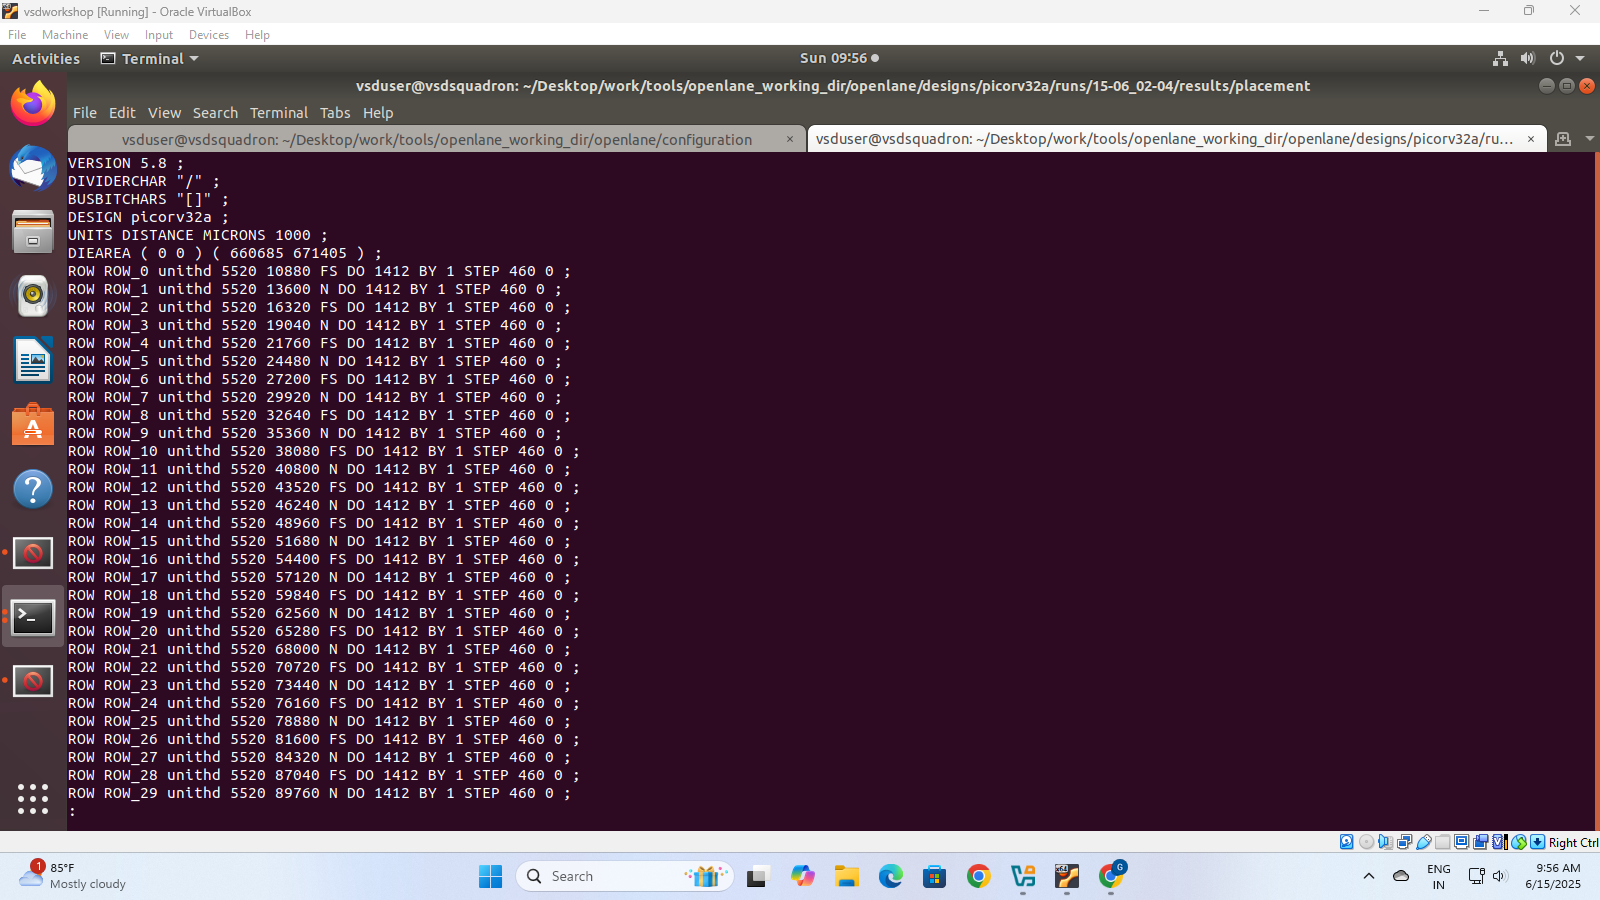 vsdworkshop [Running] - Oracle VirtualBox
File Machine View Input Devices Help
Activities Terminal Sun 09:56
vsduser@vsdsquadron: ~/Desktop/work/tools/openlane_working_dir/openlane/designs/picorv32a/runs/15-06_02-04/results/placement
File Edit View Search Terminal Tabs Help
vsduser@vsdsquadron: ~/Desktop/work/tools/openlane_working_dir/openlane/configuration × vsduser@vsdsquadron: ~/Desktop/work/tools/openlane_working_dir/openlane/designs/picorv32a/ru... ×
VERSION 5.8 ;
DIVIDERCHAR "/" ;
BUSBITCHARS "[]" ;
DESIGN picorv32a ;
UNITS DISTANCE MICRONS 1000 ;
DIEAREA ( 0 0 ) ( 660685 671405 ) ;
ROW ROW_0 unithd 5520 10880 FS DO 1412 BY 1 STEP 460 0 ;
ROW ROW_1 unithd 5520 13600 N DO 1412 BY 1 STEP 460 0 ;
ROW ROW_2 unithd 5520 16320 FS DO 1412 BY 1 STEP 460 0 ;
ROW ROW_3 unithd 5520 19040 N DO 1412 BY 1 STEP 460 0 ;
ROW ROW_4 unithd 5520 21760 FS DO 1412 BY 1 STEP 460 0 ;
ROW ROW_5 unithd 5520 24480 N DO 1412 BY 1 STEP 460 0 ;
ROW ROW_6 unithd 5520 27200 FS DO 1412 BY 1 STEP 460 0 ;
ROW ROW_7 unithd 5520 29920 N DO 1412 BY 1 STEP 460 0 ;
ROW ROW_8 unithd 5520 32640 FS DO 1412 BY 1 STEP 460 0 ;
ROW ROW_9 unithd 5520 35360 N DO 1412 BY 1 STEP 460 0 ;
ROW ROW_10 unithd 5520 38080 FS DO 1412 BY 1 STEP 460 0 ;
ROW ROW_11 unithd 5520 40800 N DO 1412 BY 1 STEP 460 0 ;
ROW ROW_12 unithd 5520 43520 FS DO 1412 BY 1 STEP 460 0 ;
ROW ROW_13 unithd 5520 46240 N DO 1412 BY 1 STEP 460 0 ;
ROW ROW_14 unithd 5520 48960 FS DO 1412 BY 1 STEP 460 0 ;
ROW ROW_15 unithd 5520 51680 N DO 1412 BY 1 STEP 460 0 ;
ROW ROW_16 unithd 5520 54400 FS DO 1412 BY 1 STEP 460 0 ;
ROW ROW_17 unithd 5520 57120 N DO 1412 BY 1 STEP 460 0 ;
ROW ROW_18 unithd 5520 59840 FS DO 1412 BY 1 STEP 460 0 ;
ROW ROW_19 unithd 5520 62560 N DO 1412 BY 1 STEP 460 0 ;
ROW ROW_20 unithd 5520 65280 FS DO 1412 BY 1 STEP 460 0 ;
ROW ROW_21 unithd 5520 68000 N DO 1412 BY 1 STEP 460 0 ;
ROW ROW_22 unithd 5520 70720 FS DO 1412 BY 1 STEP 460 0 ;
ROW ROW_23 unithd 5520 73440 N DO 1412 BY 1 STEP 460 0 ;
ROW ROW_24 unithd 5520 76160 FS DO 1412 BY 1 STEP 460 0 ;
ROW ROW_25 unithd 5520 78880 N DO 1412 BY 1 STEP 460 0 ;
ROW ROW_26 unithd 5520 81600 FS DO 1412 BY 1 STEP 460 0 ;
ROW ROW_27 unithd 5520 84320 N DO 1412 BY 1 STEP 460 0 ;
ROW ROW_28 unithd 5520 87040 FS DO 1412 BY 1 STEP 460 0 ;
ROW ROW_29 unithd 5520 89760 N DO 1412 BY 1 STEP 460 0 ;
:
Right Ctrl
1 85°F
Mostly cloudy
Search
G
ENG
IN
9:56 AM
6/15/2025